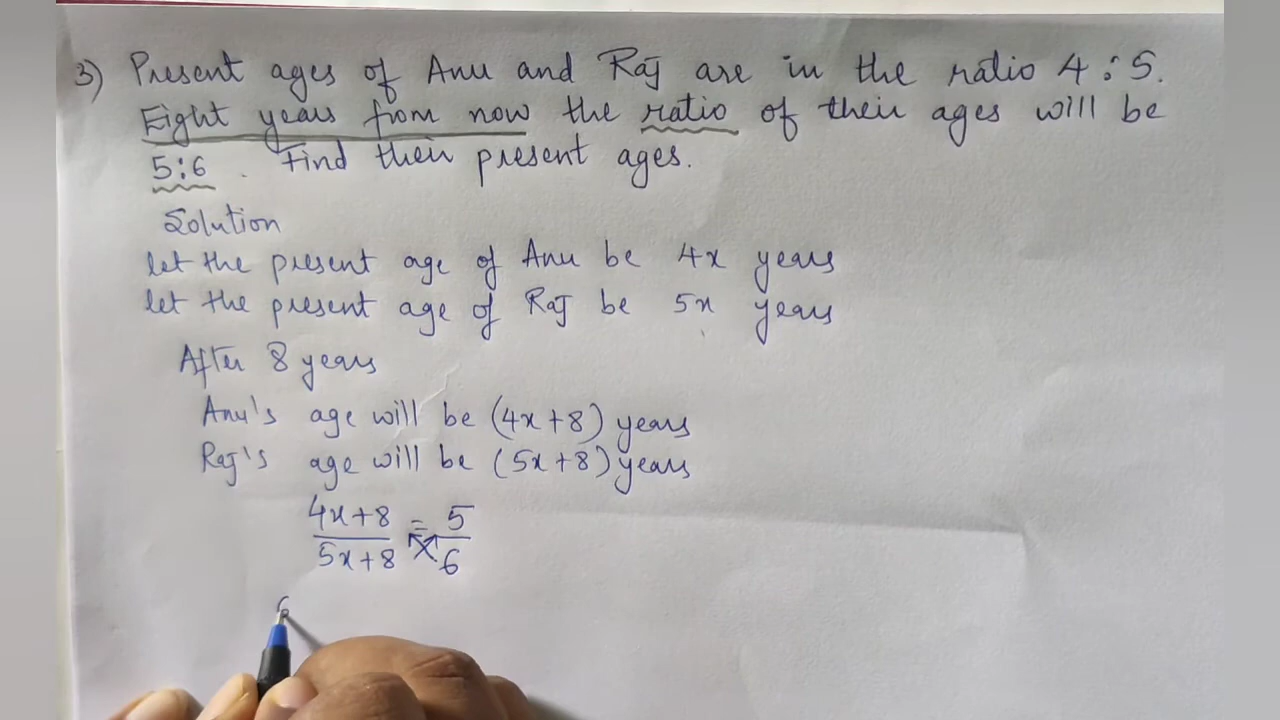 3) Present ages of Anu and Raj are in the ratio 4:5.
Eight years from now the ratio of their ages will be
5:6. Find their present ages.
Solution
let the present age of Anu be 4x years
let the present age of Raj be 5x years
After 8 years
Anu's age will be (4x+8) years
Raj's age will be (5x+8) years
4x+8 = 5
5x+8 6
6